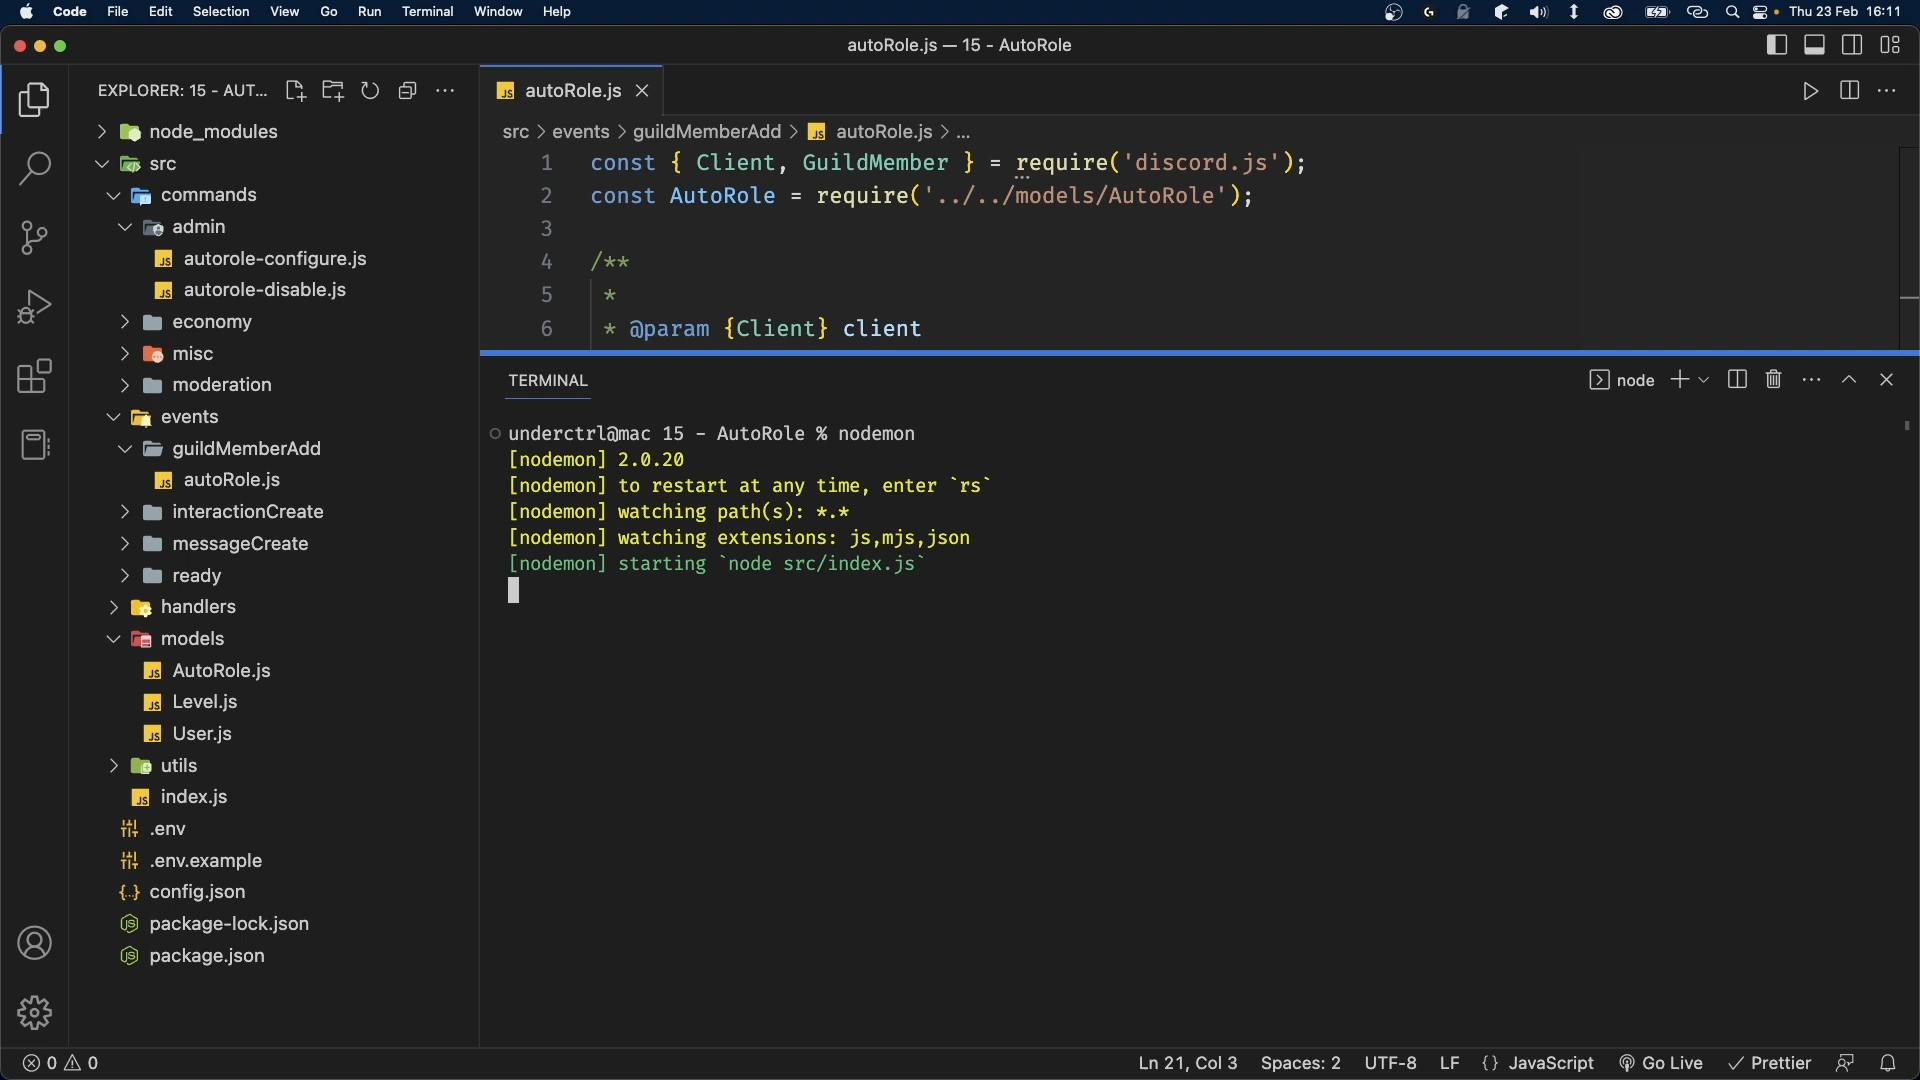 Code File Edit Selection View Go Run Terminal Window Help Thu 23 Feb 16:11
autoRole.js — 15 - AutoRole
EXPLORER: 15 - AUT...
node_modules
src
commands
admin
autorole-configure.js
autorole-disable.js
economy
misc
moderation
events
guildMemberAdd
autoRole.js
interactionCreate
messageCreate
ready
handlers
models
AutoRole.js
Level.js
User.js
utils
index.js
.env
.env.example
config.json
package-lock.json
package.json
autoRole.js
src > events > guildMemberAdd > autoRole.js > ...
1 const { Client, GuildMember } = require('discord.js');
2 const AutoRole = require('../../models/AutoRole');
3
4 /**
5 *
6 * @param {Client} client
TERMINAL
node
underctrl@mac 15 - AutoRole % nodemon
[nodemon] 2.0.20
[nodemon] to restart at any time, enter `rs`
[nodemon] watching path(s): *.*
[nodemon] watching extensions: js,mjs,json
[nodemon] starting `node src/index.js`
0 0 Ln 21, Col 3 Spaces: 2 UTF-8 LF {} JavaScript Go Live Prettier